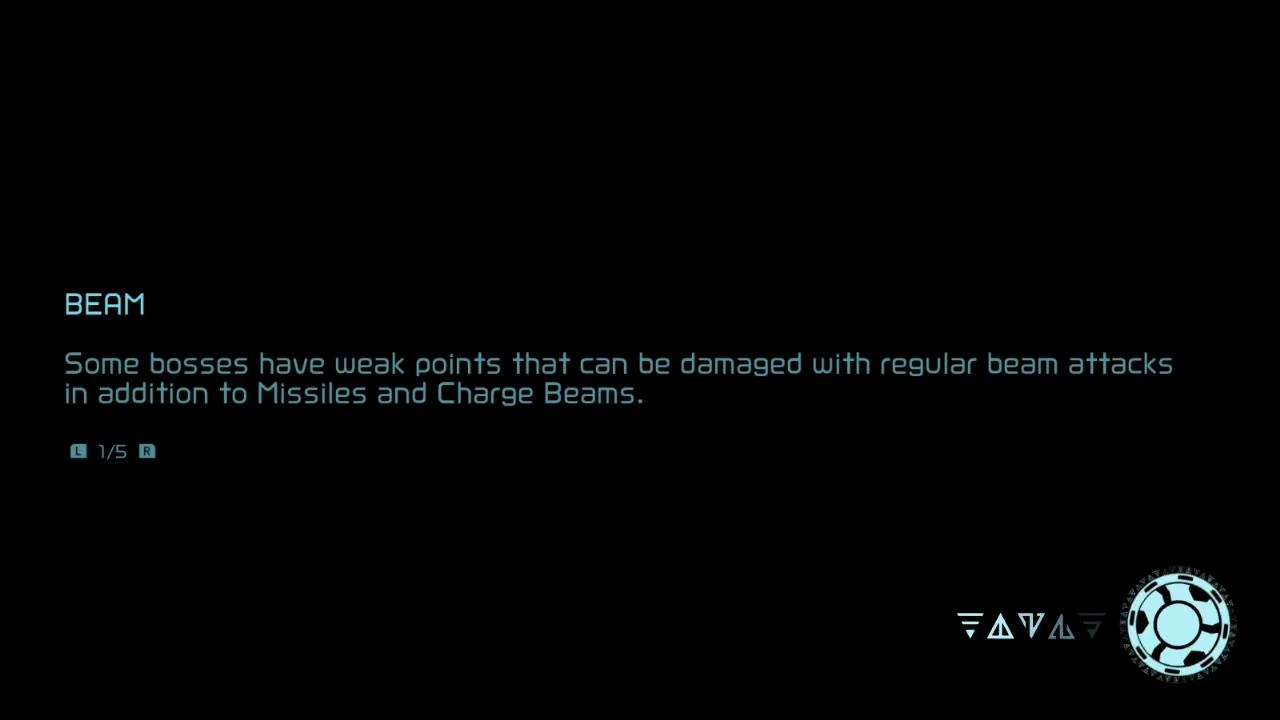 BEAM
Some bosses have weak points that can be damaged with regular beam attacks
in addition to Missiles and Charge Beams.
L 1/5 R